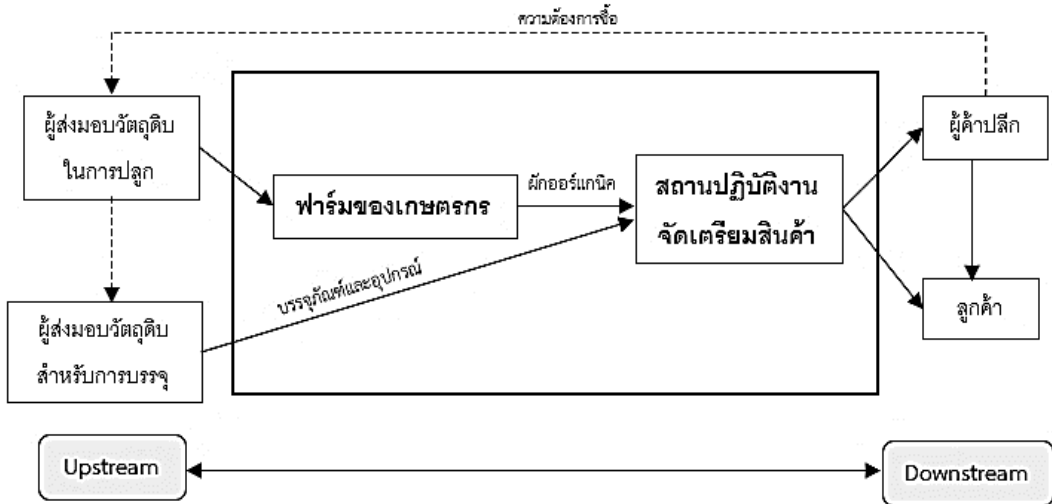 ความต้องการซื้อ
ผู้ส่งมอบวัตถุดิบ
ในการปลูก
ฟาร์มของเกษตรกร
ผักออร์แกนิค
สถานปฏิบัติงาน
จัดเตรียมสินค้า
ผู้ค้าปลีก
บรรจุภัณฑ์และอุปกรณ์
ลูกค้า
ผู้ส่งมอบวัตถุดิบ
สำหรับการบรรจุ
Upstream
Downstream